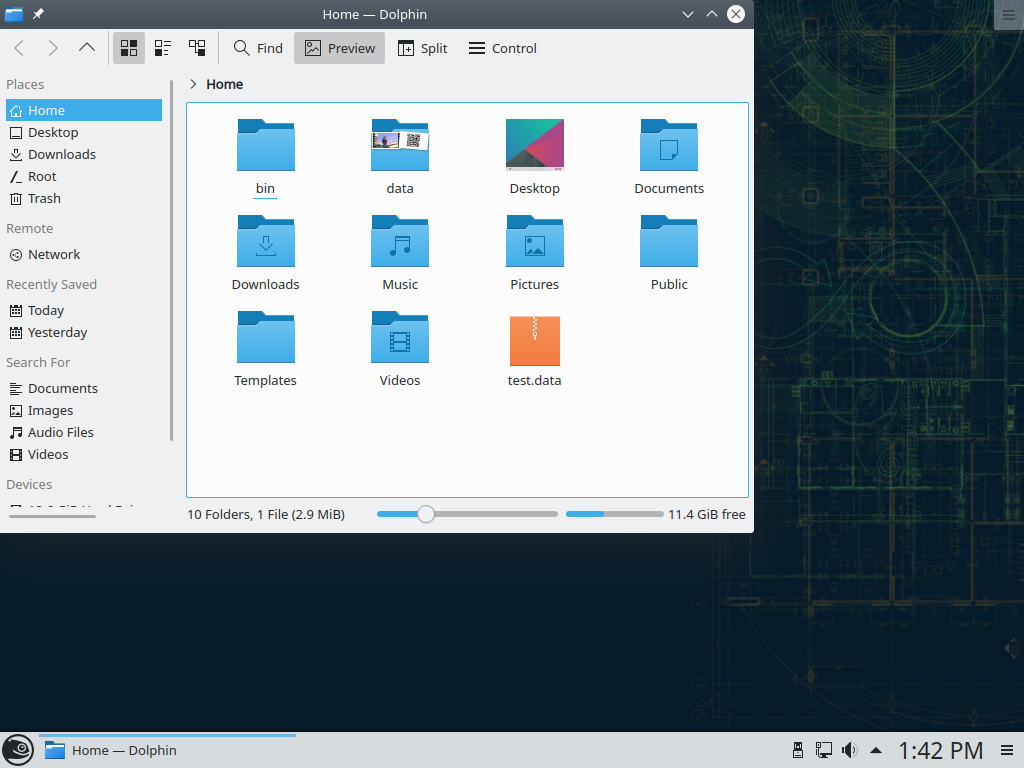 Home — Dolphin
Find
Preview
Split
Control
Places
Home
Desktop
Downloads
Root
Trash
Remote
Network
Recently Saved
Today
Yesterday
Search For
Documents
Images
Audio Files
Videos
Devices
Home
bin
data
Desktop
Documents
Downloads
Music
Pictures
Public
Templates
Videos
test.data
10 Folders, 1 File (2.9 MiB)
11.4 GiB free
Home — Dolphin
1:42 PM